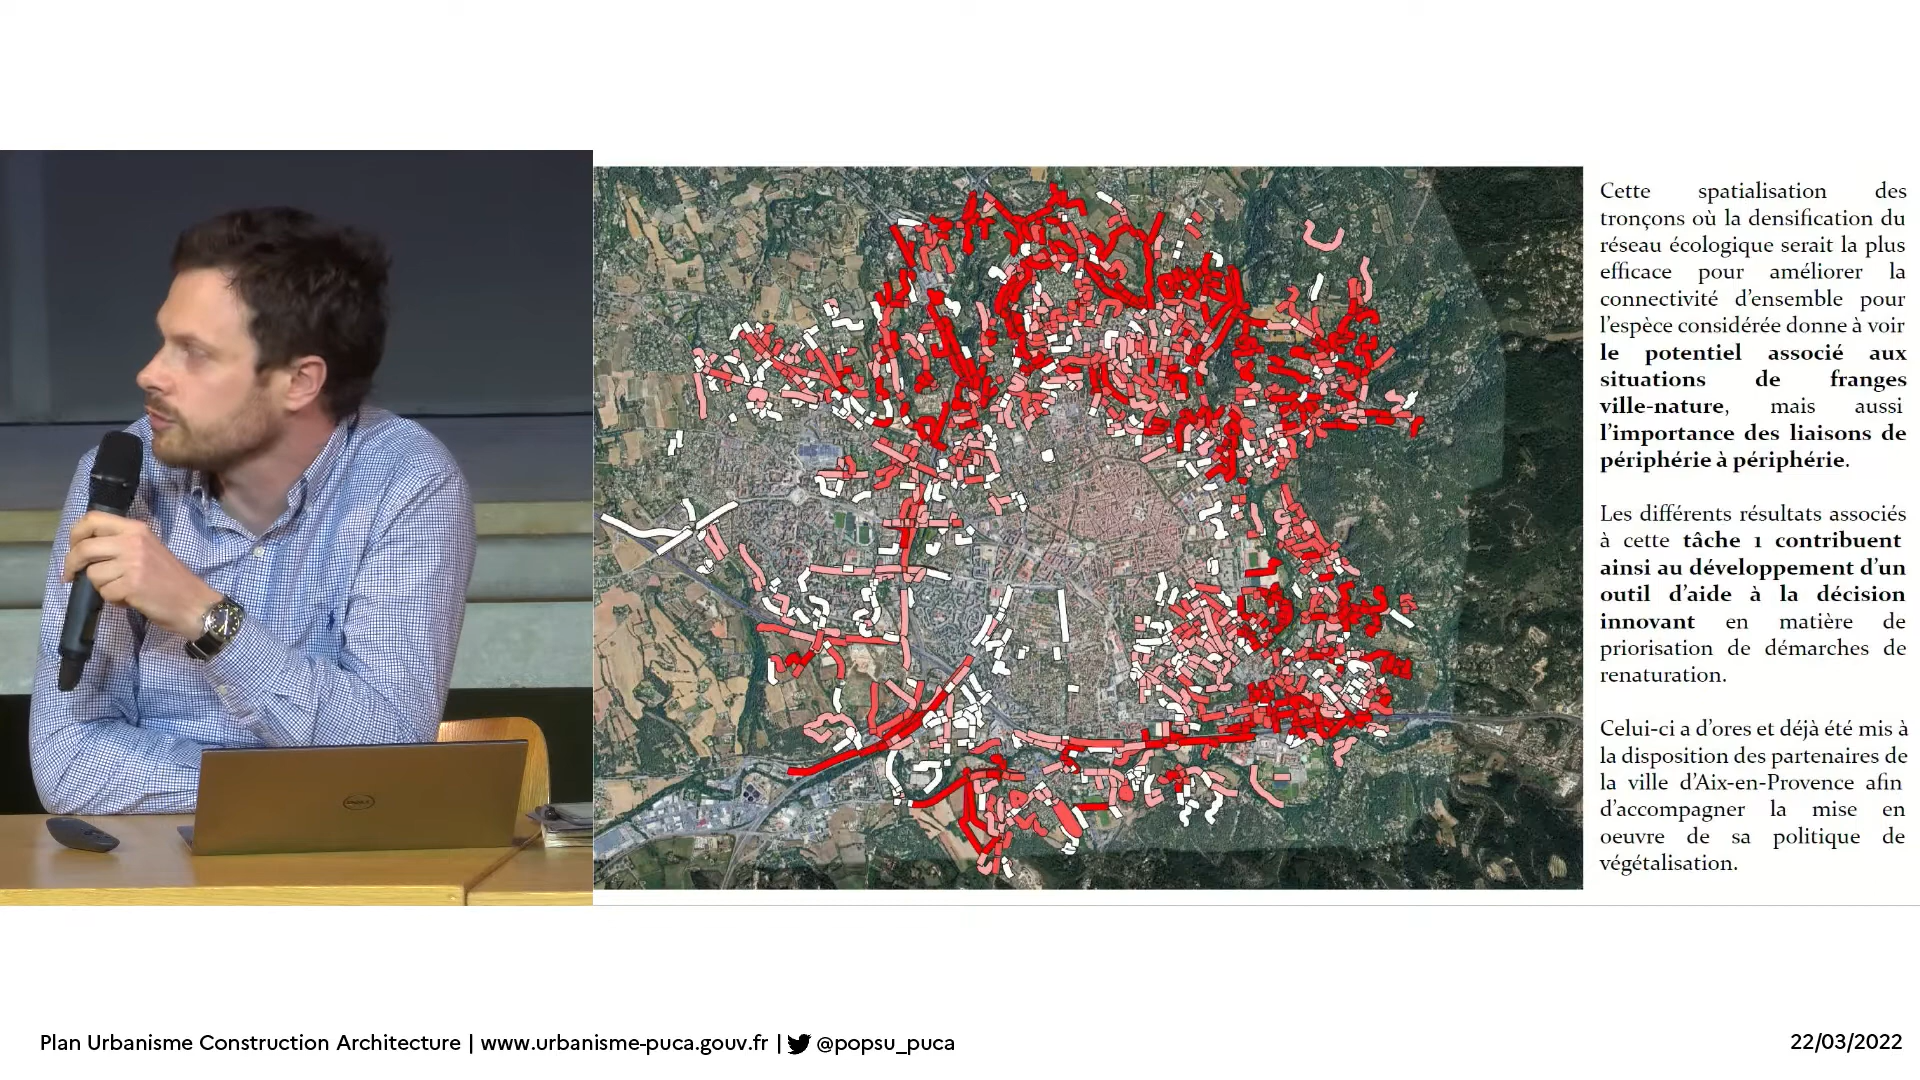 Cette spatialisation des
tronçons où la densification du
réseau écologique serait la plus
efficace pour améliorer la
connectivité d'ensemble pour
l'espèce considérée donne à voir
le potentiel associé aux
situations de franges
ville-nature, mais aussi
l'importance des liaisons de
périphérie à périphérie.
Les différents résultats associés
à cette tâche 1 contribuent
ainsi au développement d'un
outil d'aide à la décision
innovant en matière de
priorisation de démarches de
renaturation.
Celui-ci a d'ores et déjà été mis à
la disposition des partenaires de
la ville d'Aix-en-Provence afin
d'accompagner la mise en
oeuvre de sa politique de
végétalisation.
DELL
Plan Urbanisme Construction Architecture | www.urbanisme-puca.gouv.fr | @popsu_puca
22/03/2022